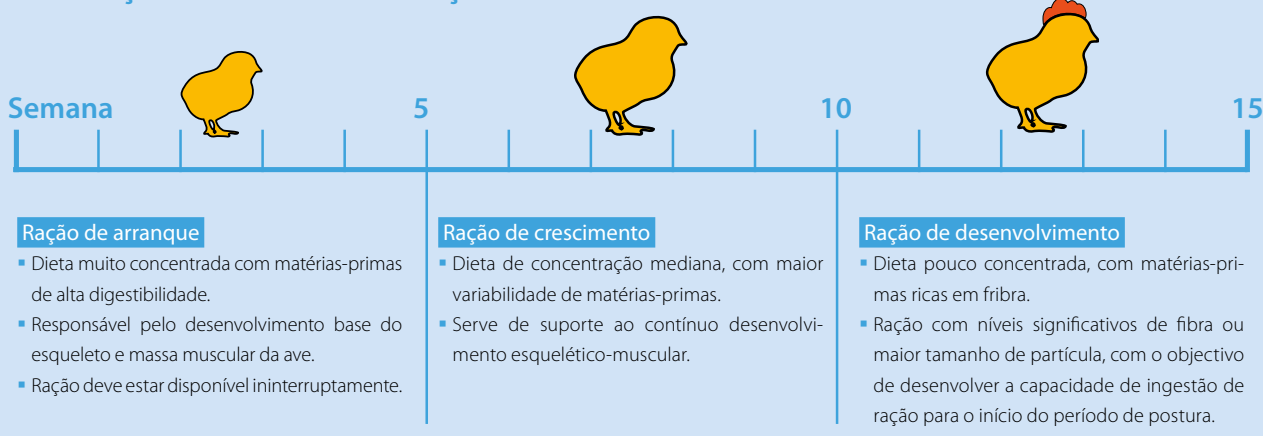 Semana 5 10 15
Ração de arranque
▪ Dieta muito concentrada com matérias-primas
de alta digestibilidade.
▪ Responsável pelo desenvolvimento base do
esqueleto e massa muscular da ave.
▪ Ração deve estar disponível ininterruptamente.
Ração de crescimento
▪ Dieta de concentração mediana, com maior
variabilidade de matérias-primas.
▪ Serve de suporte ao contínuo desenvolvi-
mento esquelético-muscular.
Ração de desenvolvimento
▪ Dieta pouco concentrada, com matérias-pri-
mas ricas em fribra.
▪ Ração com níveis significativos de fibra ou
maior tamanho de partícula, com o objectivo
de desenvolver a capacidade de ingestão de
ração para o início do período de postura.